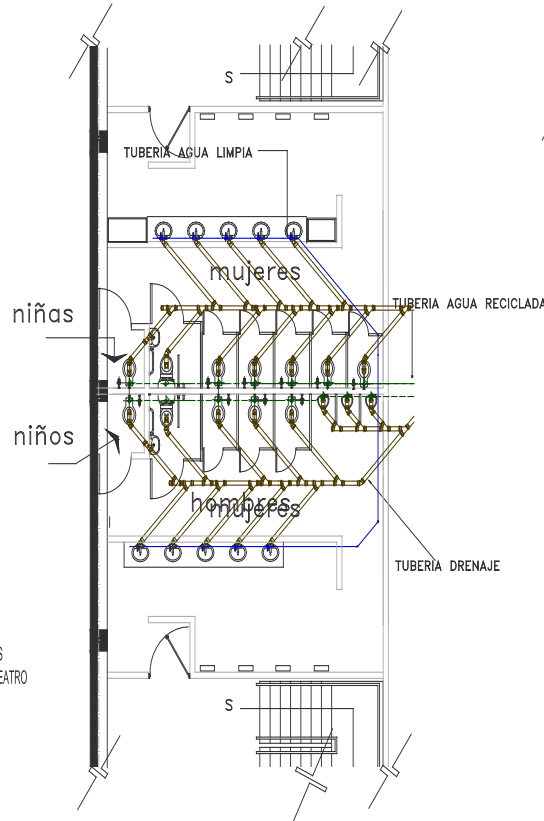 S
TUBERIA AGUA LIMPIA
mujeres
TUBERIA AGUA RECICLADA
niñas
niños
hombres
mujeres
TUBERIA DRENAJE
S
EATRO
S